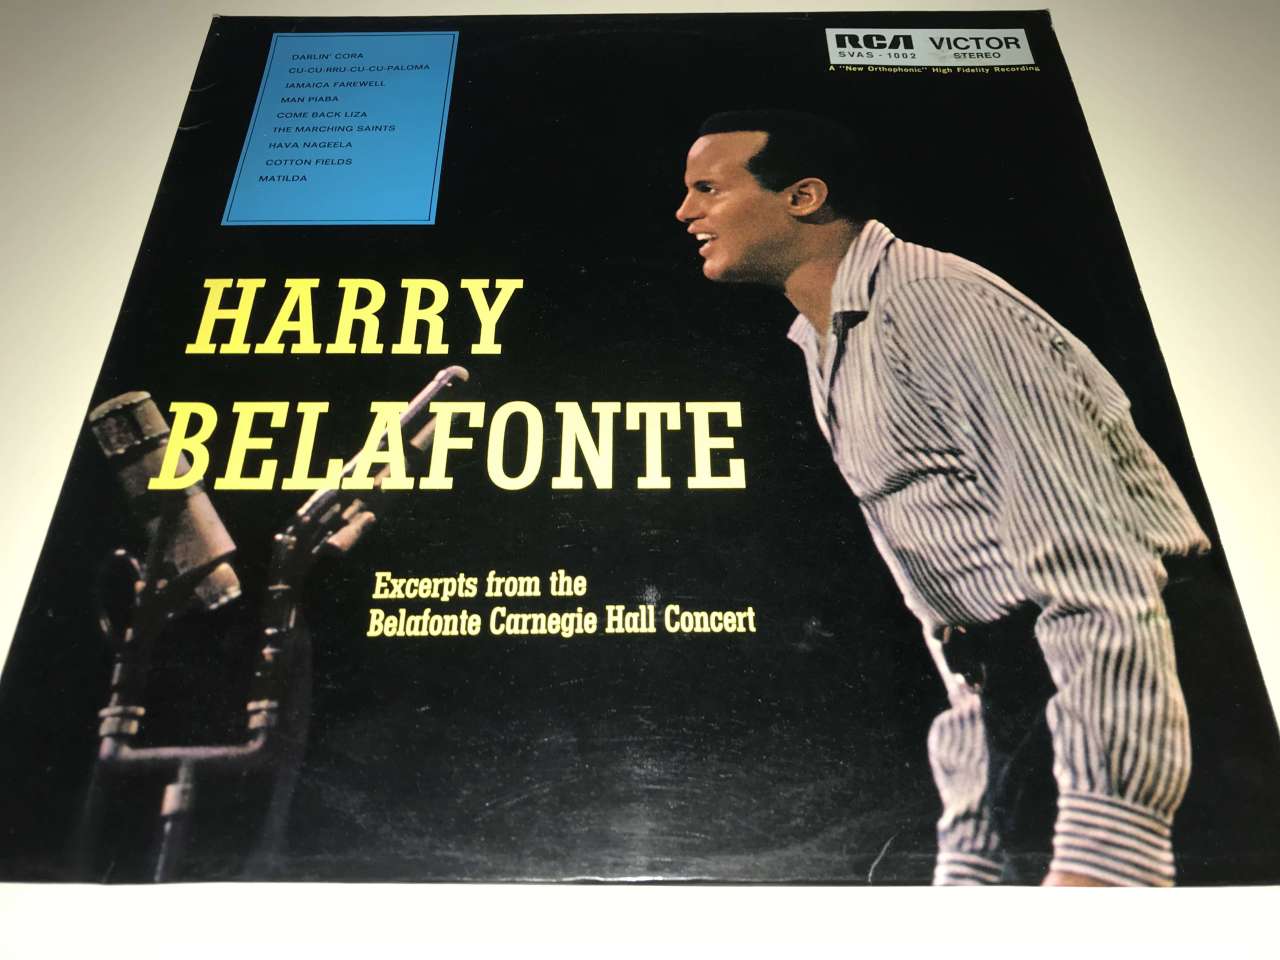 DARLIN' CORA
CU-CU-RRU-CU-CU-PALOMA
JAMAICA FAREWELL
MAN PIABA
COME BACK LIZA
THE MARCHING SAINTS
HAVA NAGEELA
COTTON FIELDS
MATILDA
RCA VICTOR
SVAS-1002 STEREO
A "New Orthophonic" High Fidelity Recording
HARRY
BELAFONTE
Excerpts from the
Belafonte Carnegie Hall Concert